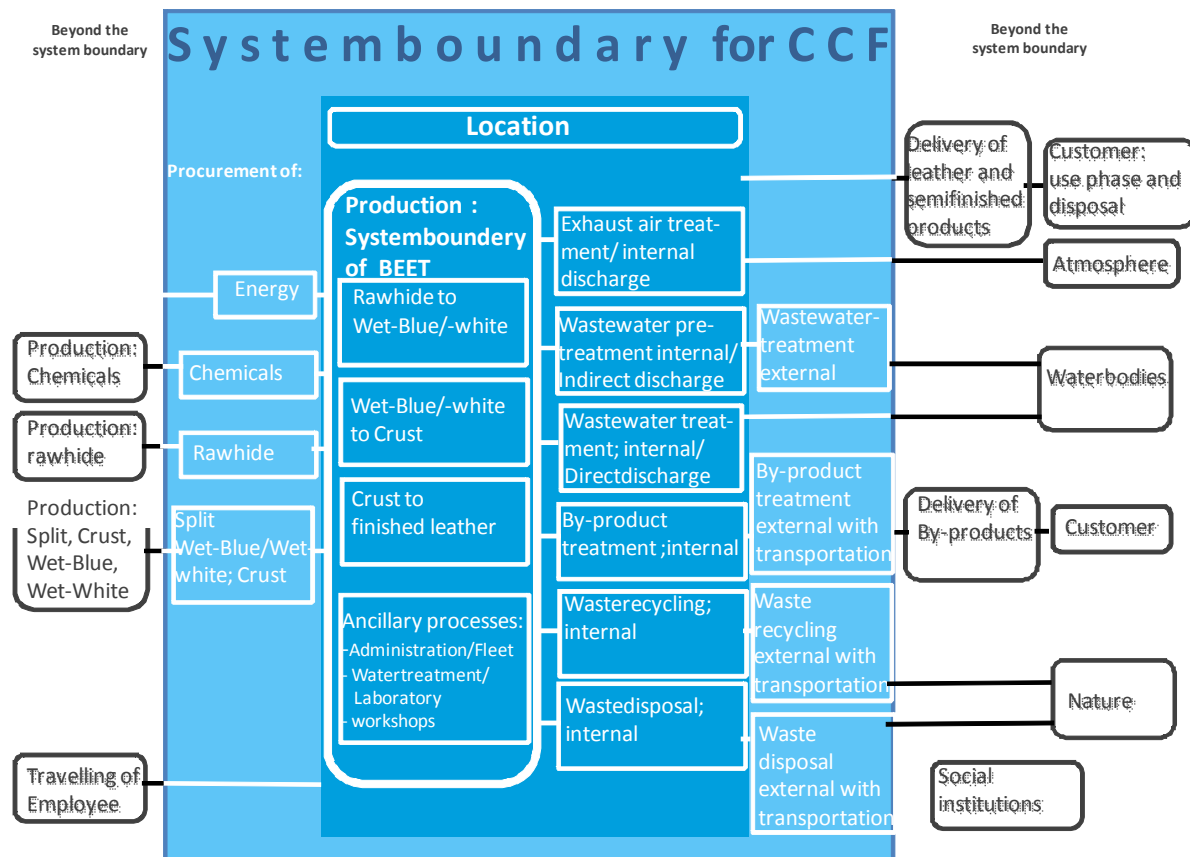 Beyond the
system boundary
S y s t e m b o u n d a r y for C C F
Beyond the
system boundary
Location
Procurement of:
Production :
Systemboundery
of BEET
Energy
Chemicals
Rawhide
Split
Wet-Blue/Wet-
white; Crust
Production:
Chemicals
Production:
rawhide
Production:
Split, Crust,
Wet-Blue,
Wet-White
Travelling of
Employee
Rawhide to
Wet-Blue/-white
Wet-Blue/-white
to Crust
Crust to
finished leather
Ancillary processes:
-Administration/Fleet
- Watertreatment/
Laboratory
- workshops
Exhaust air treat-
ment/ internal
discharge
Wastewater pre-
treatment internal/
Indirect discharge
Wastewater treat-
ment; internal/
Directdischarge
By-product
treatment ;internal
Wasterecycling;
internal
Wastedisposal;
internal
Wastewater-
treatment
external
By-product
treatment
external with
transportation
Waste
recycling
external with
transportation
Waste
disposal
external with
transportation
Delivery of
leather and
semifinished
products
Customer:
use phase and
disposal
Atmosphere
Waterbodies
Delivery of
By-products
Customer
Nature
Social
institutions